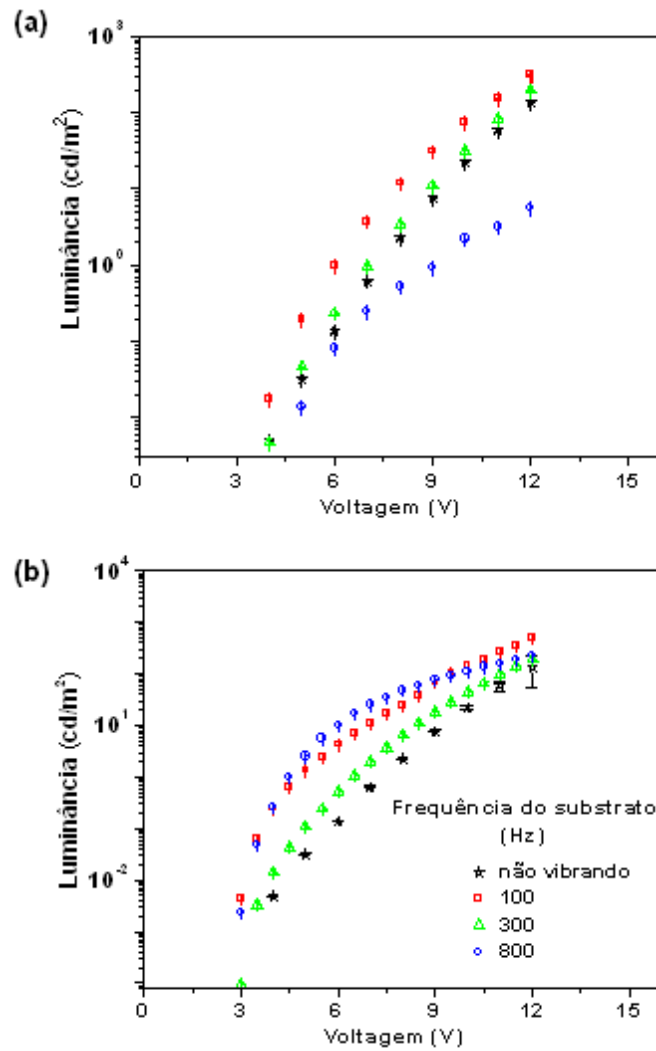 (a)
10³
10⁰
Luminância (cd/m²)
0 3 6 9 12 15
Voltagem (V)
(b)
10⁴
10¹
10⁻²
Luminância (cd/m²)
Frequência do substrato
(Hz)
não vibrando
100
300
800
0 3 6 9 12 15
Voltagem (V)